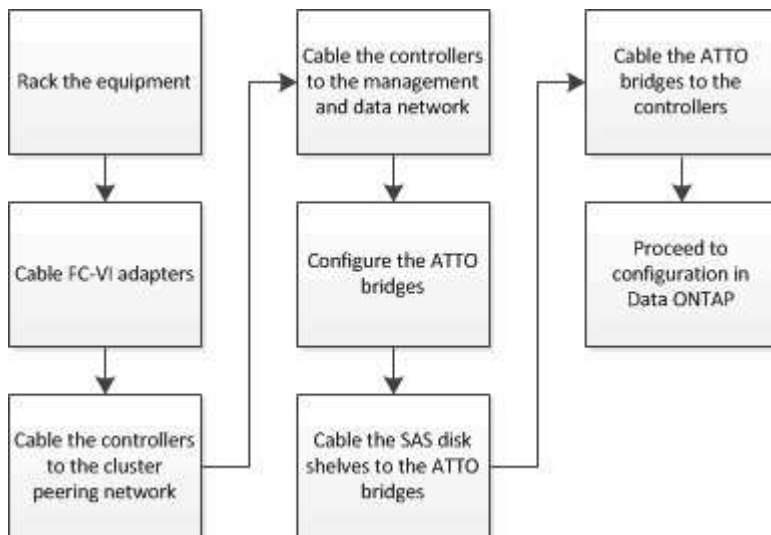 Rack the equipment
Cable FC-VI adapters
Cable the controllers
to the cluster
peering network
Cable the controllers
to the management
and data network
Configure the ATTO
bridges
Cable the SAS disk
shelves to the ATTO
bridges
Cable the ATTO
bridges to the
controllers
Proceed to
configuration in
Data ONTAP